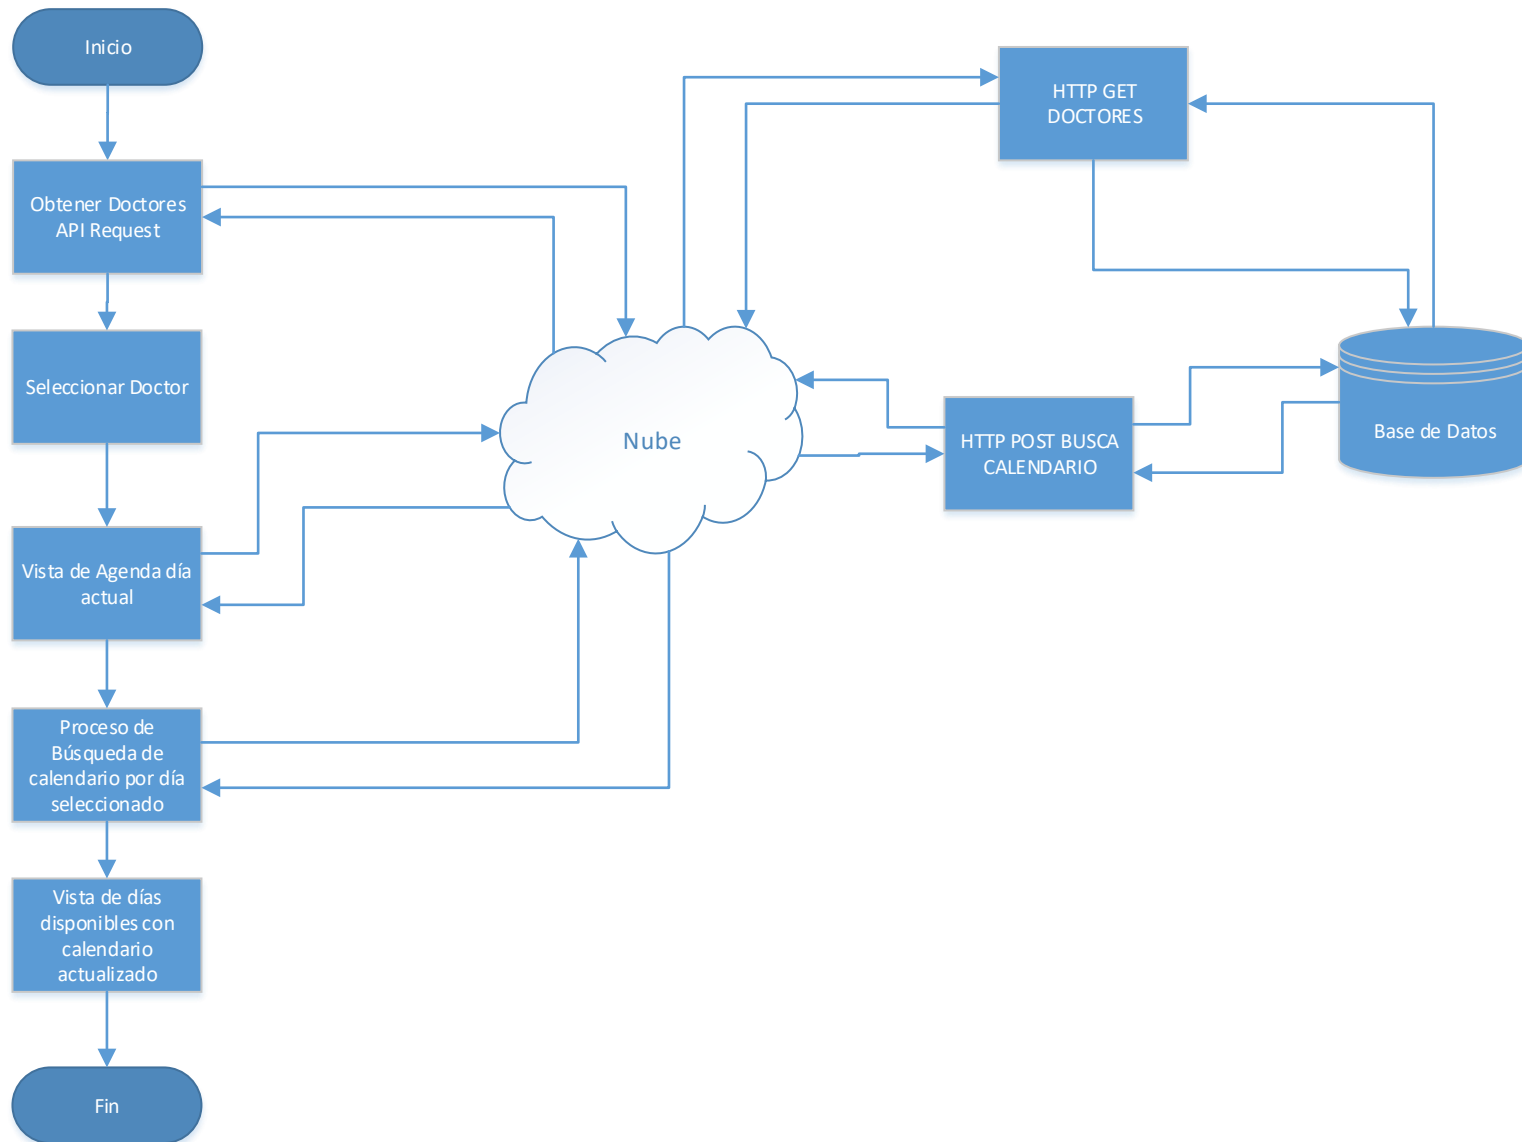 Inicio
HTTP GET
DOCTORES
Obtener Doctores
API Request
Seleccionar Doctor
Nube
HTTP POST BUSCA
CALENDARIO
Base de Datos
Vista de Agenda día
actual
Proceso de
Búsqueda de
calendario por día
seleccionado
Vista de días
disponibles con
calendario
actualizado
Fin